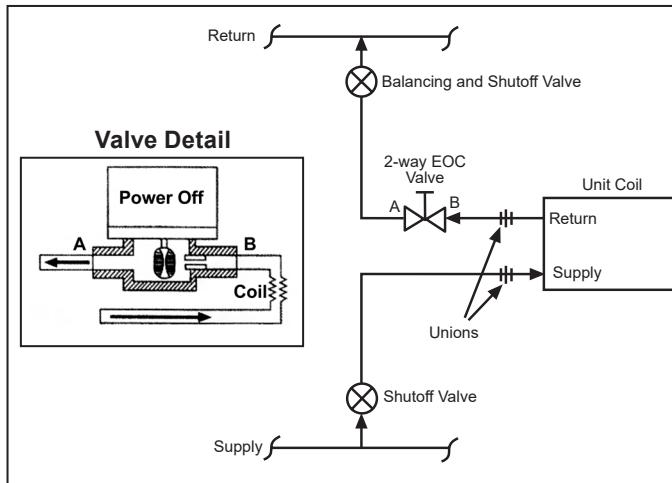 Return
Balancing and Shutoff Valve
Valve Detail
2-way EOC
Valve
Unit Coil
Power Off
A
B
Return
A
B
Coil
Supply
Unions
Shutoff Valve
Supply